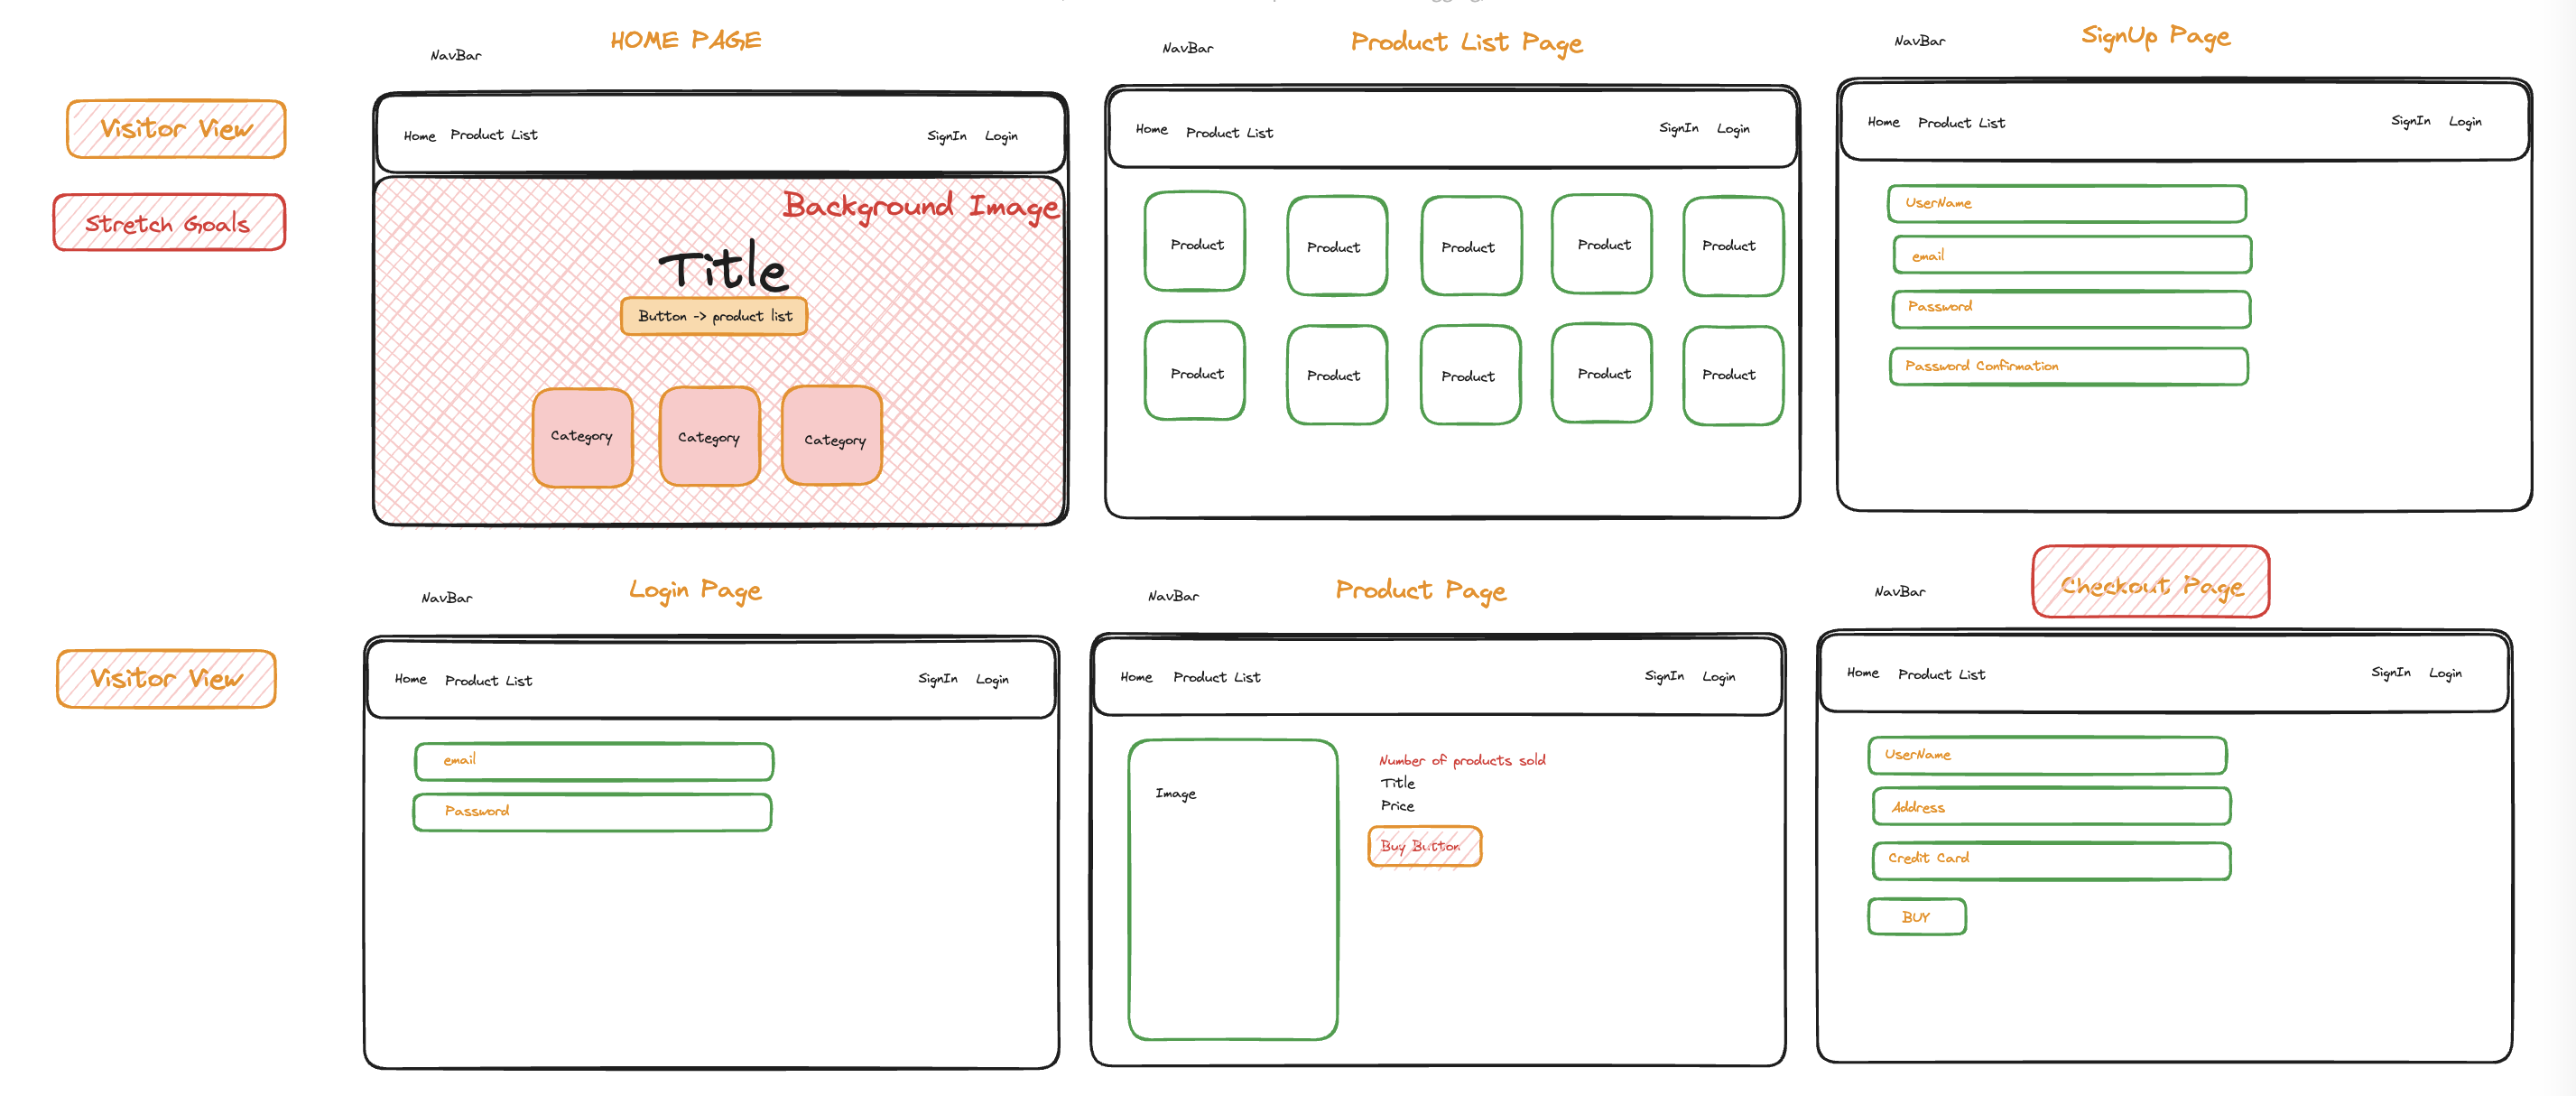 HOME PAGE
Product List Page
SignUp Page
NavBar
NavBar
NavBar
Visitor View
Stretch Goals
Home Product List SignIn Login
Background Image
Title
Button -> product list
Category Category Category
Home Product List SignIn Login
Product Product Product Product Product
Product Product Product Product Product
Home Product List SignIn Login
UserName
email
Password
Password Confirmation
Login Page
Product Page
Checkout Page
NavBar
NavBar
NavBar
Visitor View
Home Product List SignIn Login
email
Password
Home Product List SignIn Login
Image
Number of products sold
Title
Price
Buy Button
Home Product List SignIn Login
UserName
Address
Credit Card
BUY